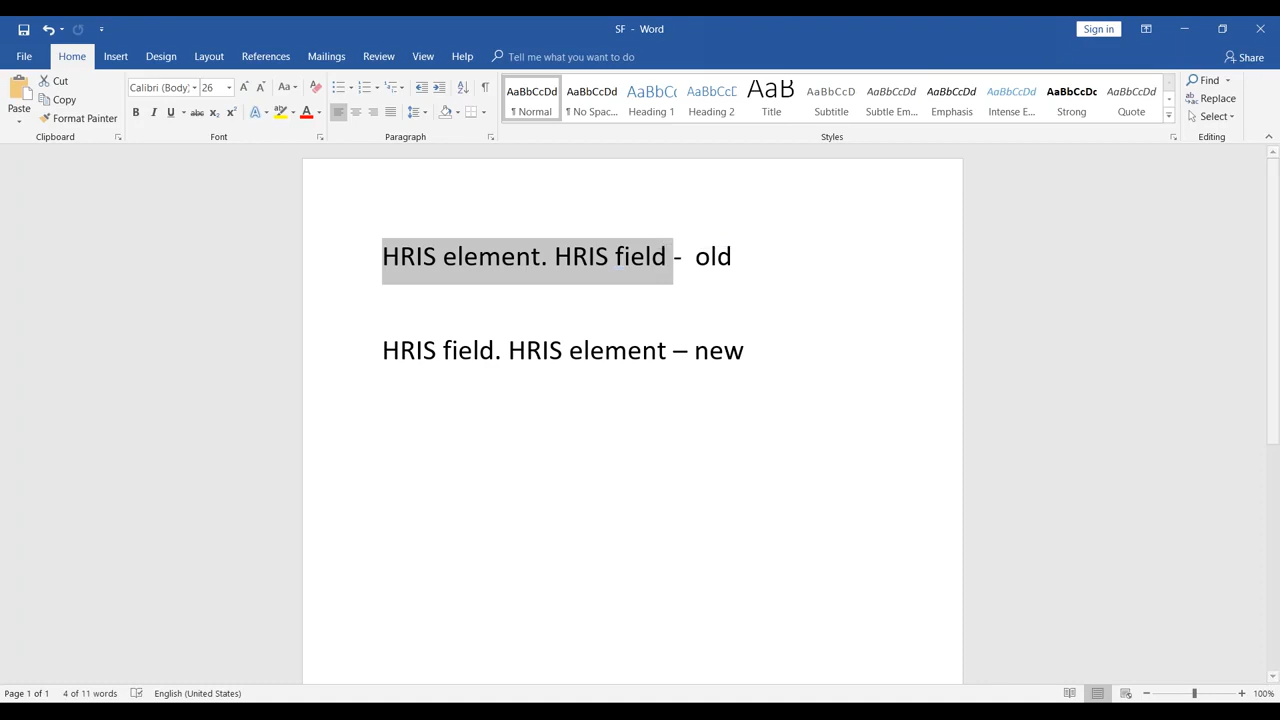 SF - Word
Sign in
File Home Insert Design Layout References Mailings Review View Help Tell me what you want to do Share
Paste Cut Copy Format Painter
Calibri (Body) 26 Aa
B I U abc A A
AaBbCcDd AaBbCcDd AaBbCc AaBbCcE AaB AaBbCcD AaBbCcDd AaBbCcDd AaBbCcDd AaBbCcDc AaBbCcDd
¶ Normal ¶ No Spac... Heading 1 Heading 2 Title Subtitle Subtle Em... Emphasis Intense E... Strong Quote
Find Replace Select
Clipboard Font Paragraph Styles Editing
HRIS element. HRIS field - old
HRIS field. HRIS element – new
Page 1 of 1 4 of 11 words English (United States) 100%